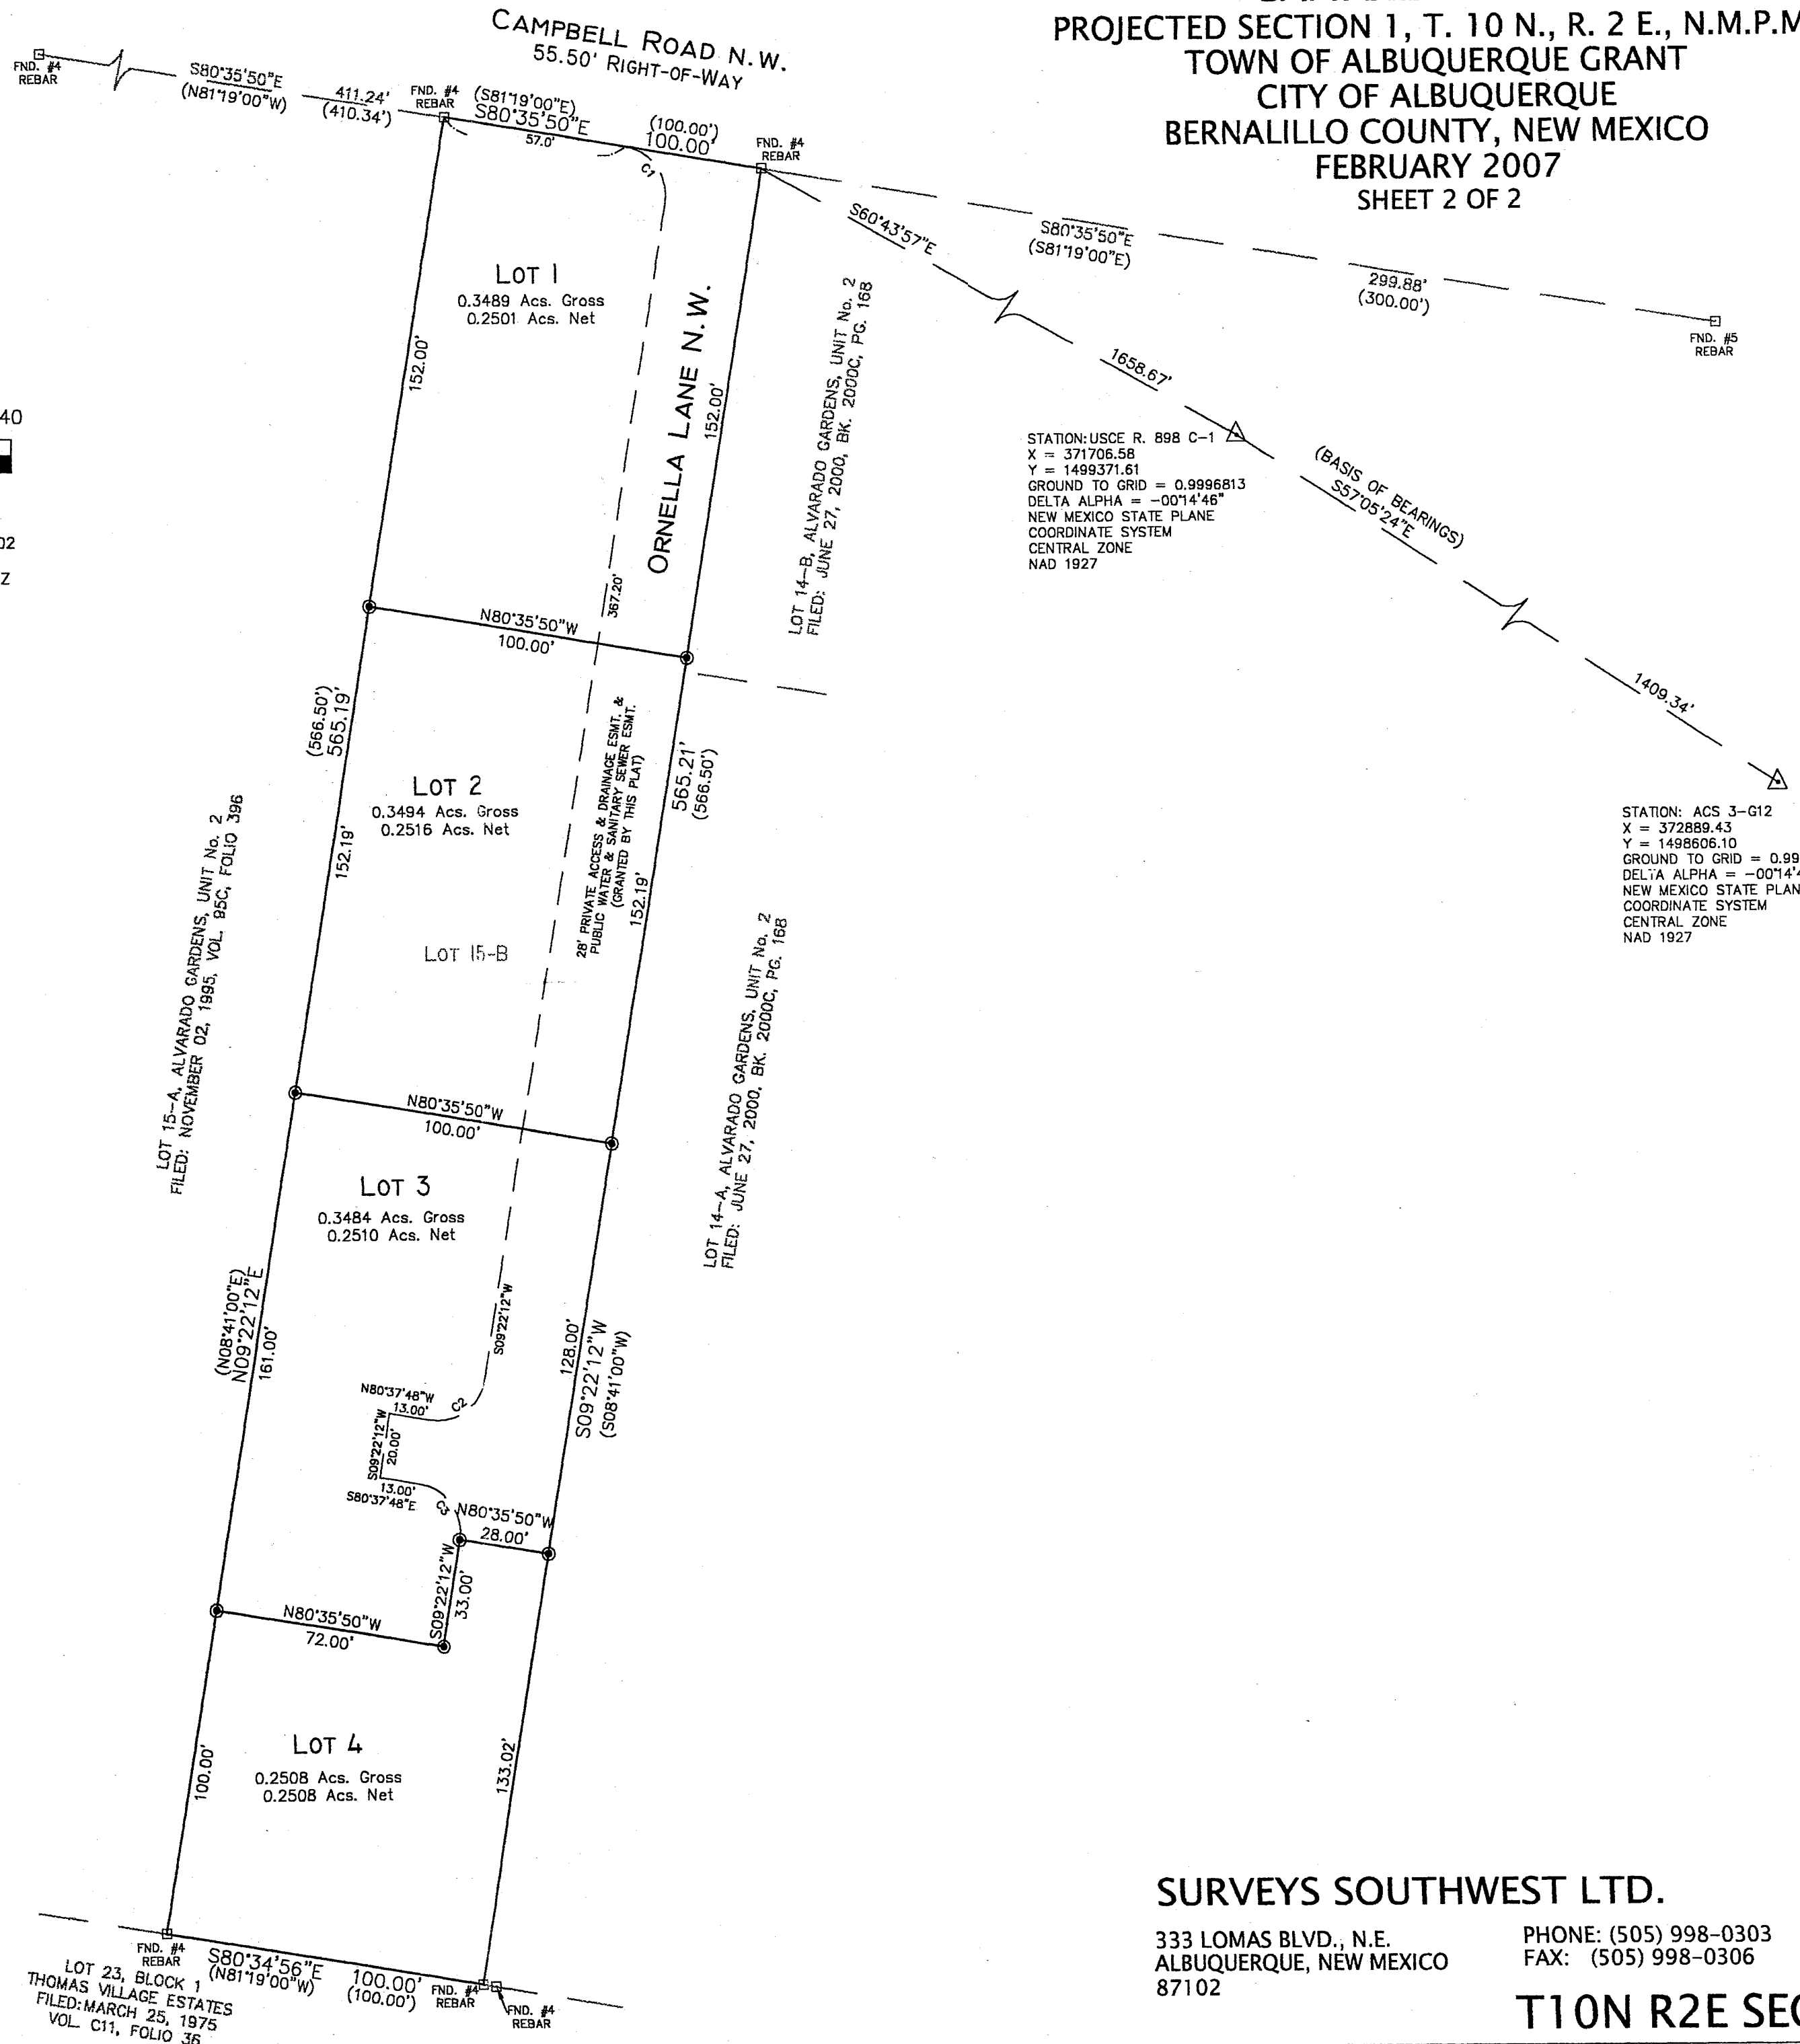 PROJECTED SECTION 1, T. 10 N., R. 2 E., N.M.P.M
TOWN OF ALBUQUERQUE GRANT
CITY OF ALBUQUERQUE
BERNALILLO COUNTY, NEW MEXICO
FEBRUARY 2007
SHEET 2 OF 2
CAMPBELL ROAD N.W.
55.50' RIGHT-OF-WAY
FND. #4
REBAR
S80°35'50"E
(N81°19'00"W)
411.24'
(410.34')
FND. #4
REBAR
(S81°19'00"E)
S80°35'50"E
57.0'
(100.00')
100.00'
FND. #4
REBAR
C1
S60°43'57"E
S80°35'50"E
(S81°19'00"E)
299.88'
(300.00')
FND. #5
REBAR
LOT 1
0.3489 Acs. Gross
0.2501 Acs. Net
152.00'
ORNELLA LANE N.W.
152.00'
LOT 14-B, ALVARADO GARDENS, UNIT No. 2
FILED: JUNE 27, 2000, BK. 2000C, PG. 168
1658.67'
40
02
Z
STATION: USCE R. 898 C-1
X = 371706.58
Y = 1499371.61
GROUND TO GRID = 0.9996813
DELTA ALPHA = -00°14'46"
NEW MEXICO STATE PLANE
COORDINATE SYSTEM
CENTRAL ZONE
NAD 1927
(BASIS OF BEARINGS)
S57°05'24"E
1409.34'
STATION: ACS 3-G12
X = 372889.43
Y = 1498606.10
GROUND TO GRID = 0.99
DELTA ALPHA = -00°14'4
NEW MEXICO STATE PLAN
COORDINATE SYSTEM
CENTRAL ZONE
NAD 1927
367.20'
N80°35'50"W
100.00'
(566.50')
565.19'
LOT 2
0.3494 Acs. Gross
0.2516 Acs. Net
152.19'
28' PRIVATE ACCESS & DRAINAGE ESMT. &
PUBLIC WATER & SANITARY SEWER ESMT.
(GRANTED BY THIS PLAT)
152.19'
565.21'
(566.50')
LOT 15-B
LOT 15-A, ALVARADO GARDENS, UNIT No. 2
FILED: NOVEMBER 02, 1995, VOL. 95C, FOLIO 396
LOT 14-A, ALVARADO GARDENS, UNIT No. 2
FILED: JUNE 27, 2000, BK. 2000C, PG. 168
N80°35'50"W
100.00'
LOT 3
0.3484 Acs. Gross
0.2510 Acs. Net
(N08°41'00"E)
N09°22'12"E
161.00'
S09°22'12"W
128.00'
S09°22'12"W
(S08°41'00"W)
N80°37'48"W
13.00'
C2
S09°22'12"W
20.00'
13.00'
S80°37'48"E
C3
N80°35'50"W
28.00'
S09°22'12"W
33.00'
N80°35'50"W
72.00'
LOT 4
0.2508 Acs. Gross
0.2508 Acs. Net
100.00'
133.02'
FND. #4
REBAR
S80°34'56"E
(N81°19'00"W)
100.00'
(100.00')
FND. #4
REBAR
FND. #4
REBAR
LOT 23, BLOCK 1
THOMAS VILLAGE ESTATES
FILED: MARCH 25, 1975
VOL. C11, FOLIO 36
SURVEYS SOUTHWEST LTD.
333 LOMAS BLVD., N.E.
ALBUQUERQUE, NEW MEXICO
87102
PHONE: (505) 998-0303
FAX: (505) 998-0306
T10N R2E SEC